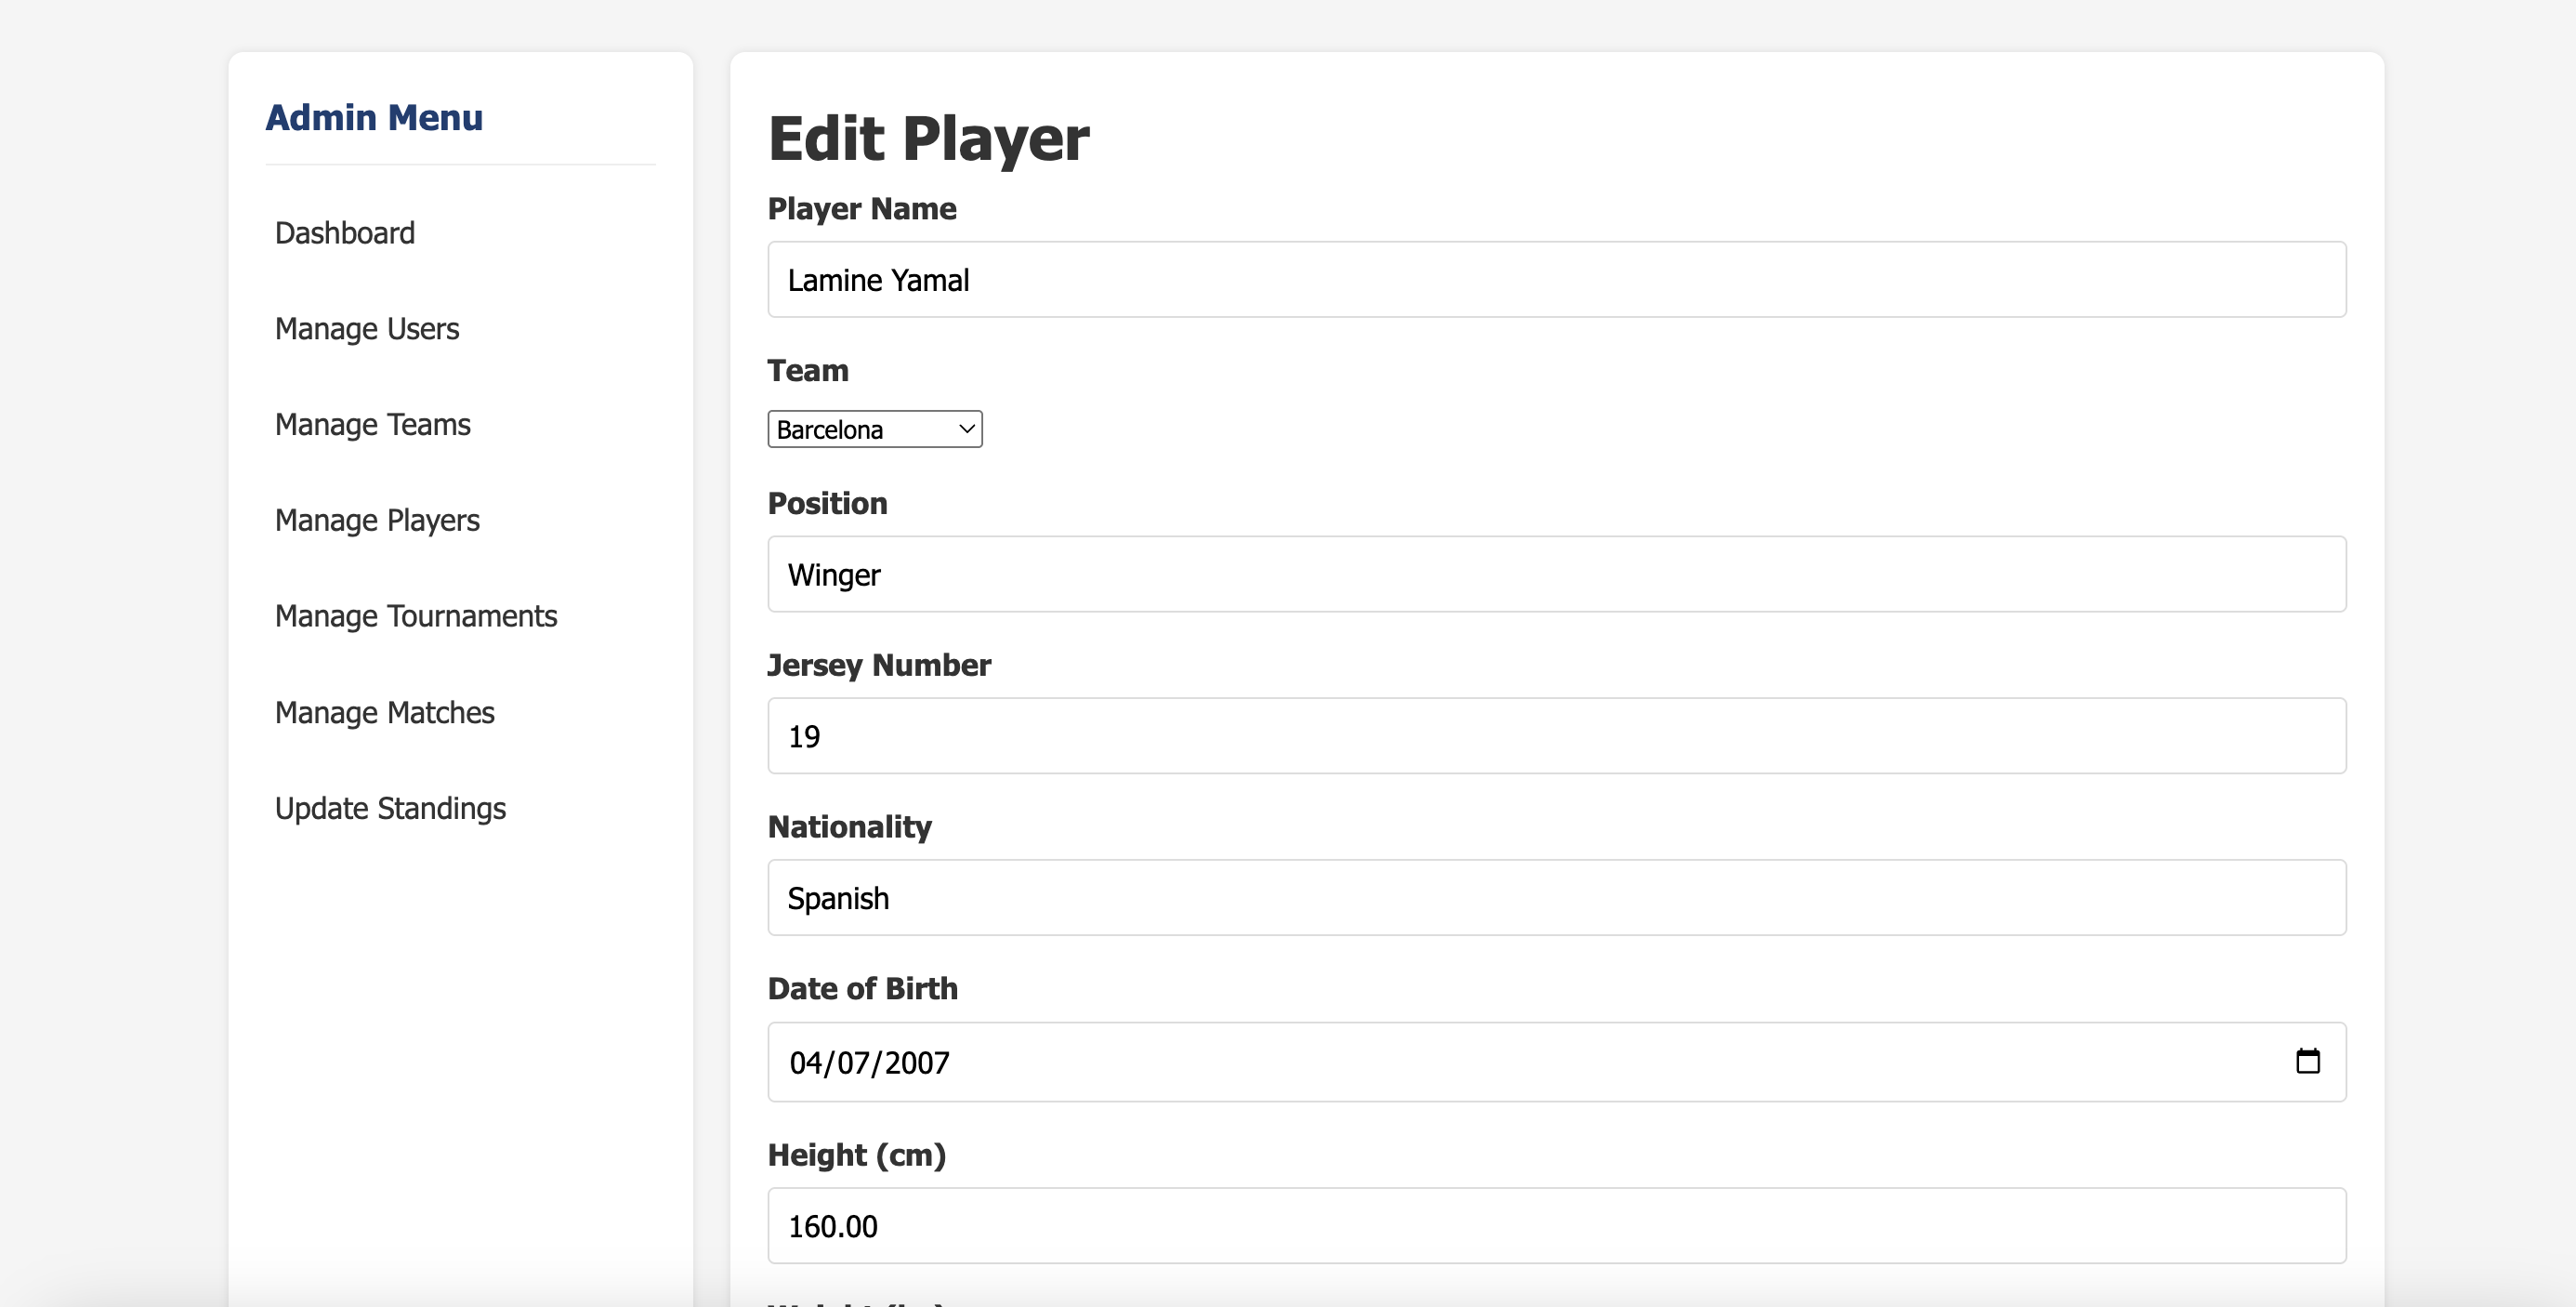 Admin Menu
Dashboard
Manage Users
Manage Teams
Manage Players
Manage Tournaments
Manage Matches
Update Standings
Edit Player
Player Name
Lamine Yamal
Team
Barcelona
Position
Winger
Jersey Number
19
Nationality
Spanish
Date of Birth
04/07/2007
Height (cm)
160.00